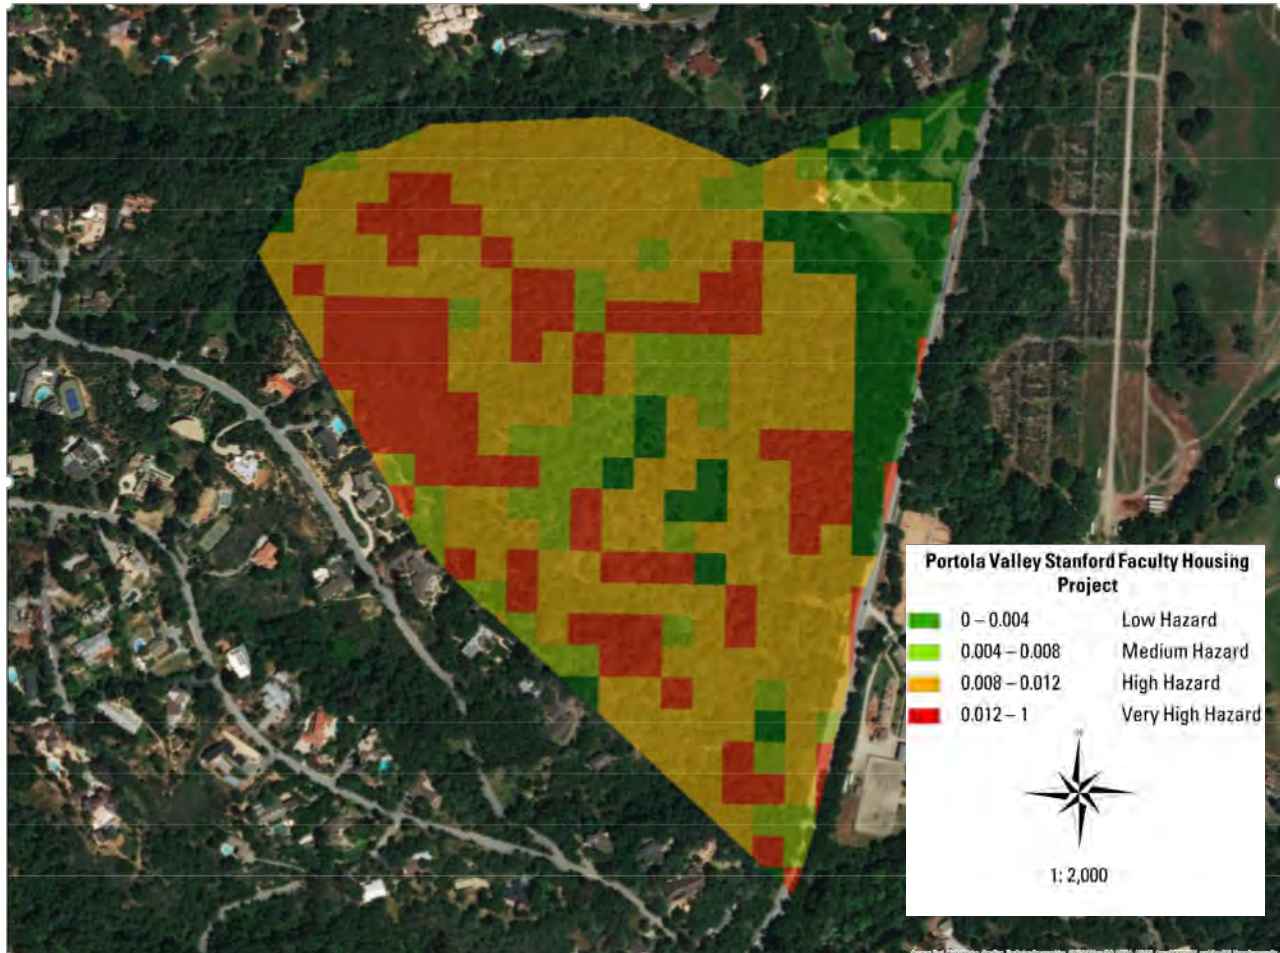 Portola Valley Stanford Faculty Housing
Project
0 – 0.004 Low Hazard
0.004 – 0.008 Medium Hazard
0.008 – 0.012 High Hazard
0.012 – 1 Very High Hazard
N
1: 2,000